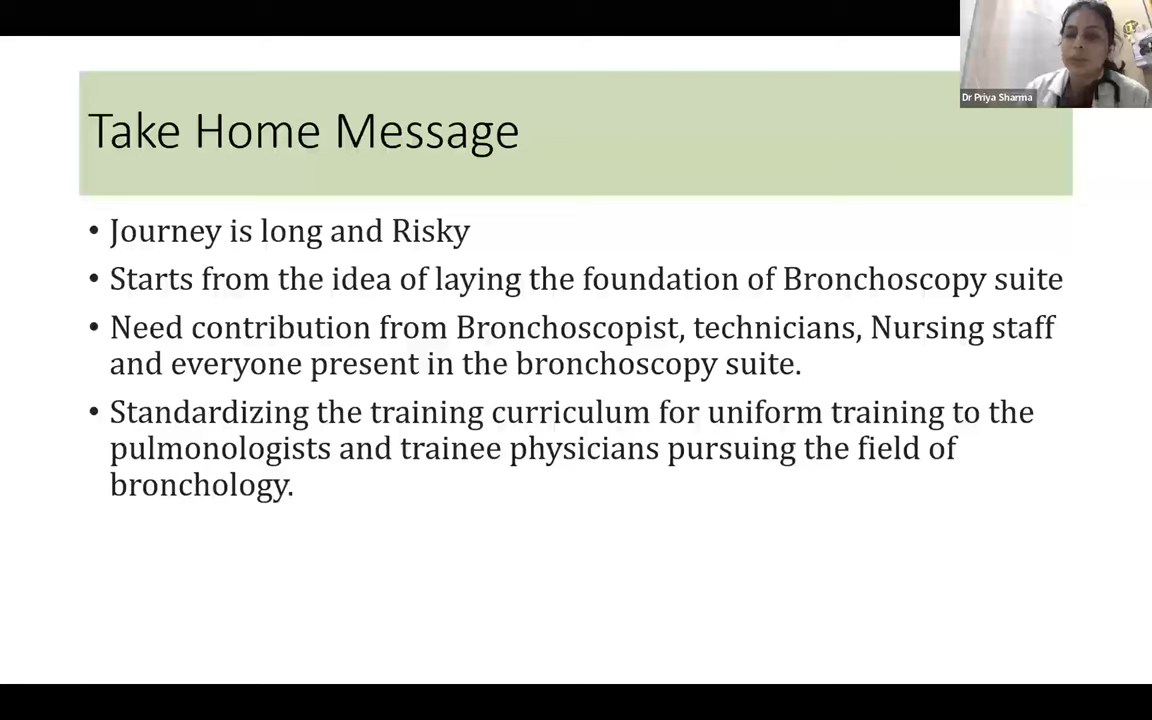 Dr Priya Sharma
Take Home Message
• Journey is long and Risky
• Starts from the idea of laying the foundation of Bronchoscopy suite
• Need contribution from Bronchoscopist, technicians, Nursing staff
and everyone present in the bronchoscopy suite.
• Standardizing the training curriculum for uniform training to the
pulmonologists and trainee physicians pursuing the field of
bronchology.